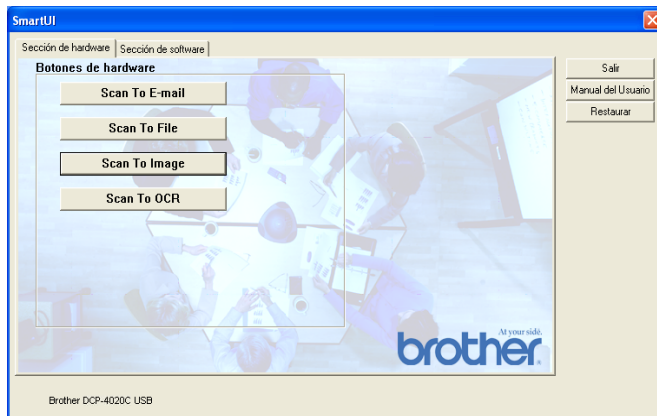 SmartUI
Sección de hardware Sección de software
Botones de hardware
Scan To E-mail
Scan To File
Scan To Image
Scan To OCR
Salir
Manual del Usuario
Restaurar
At your side.
brother
Brother DCP-4020C USB